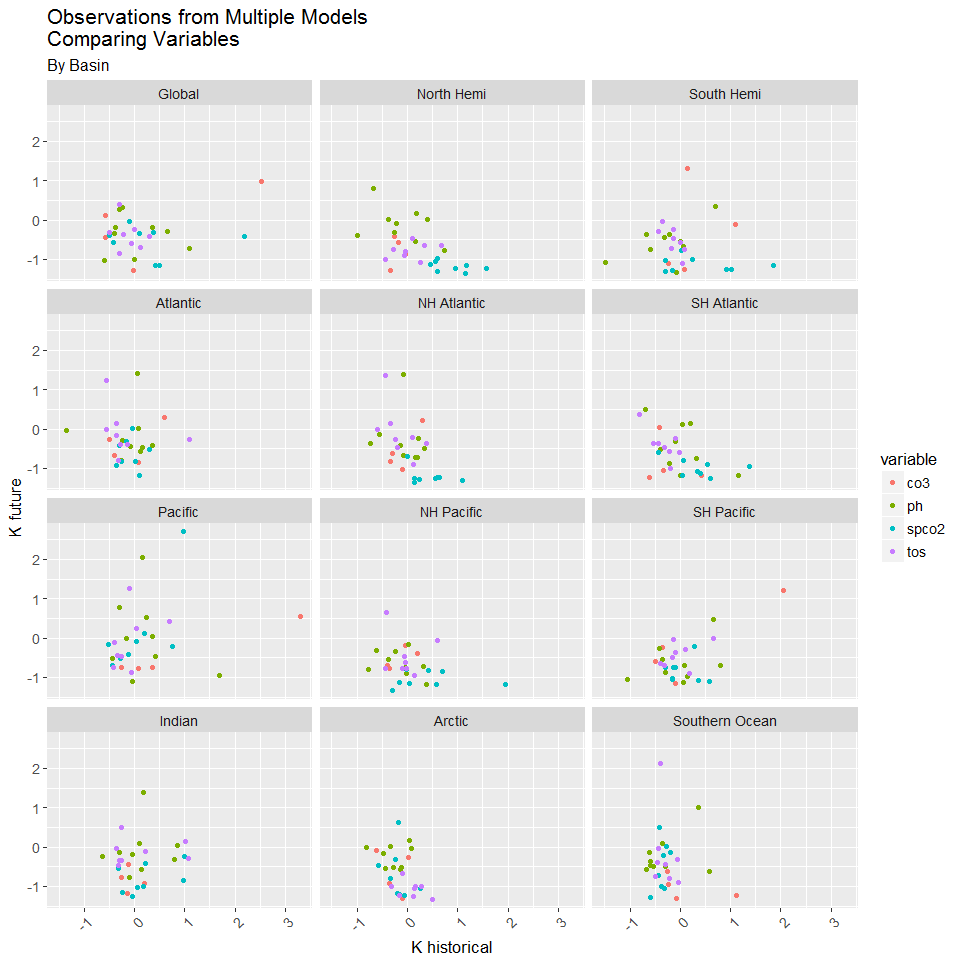 Observations from Multiple Models
Comparing Variables
By Basin
Global
North Hemi
South Hemi
2
1
0
-1
Atlantic
NH Atlantic
SH Atlantic
2
1
0
-1
Pacific
NH Pacific
SH Pacific
2
1
0
-1
Indian
Arctic
Southern Ocean
2
1
0
-1
-1 0 1 2 3
-1 0 1 2 3
-1 0 1 2 3
K historical
K future
variable
co3
ph
spco2
tos